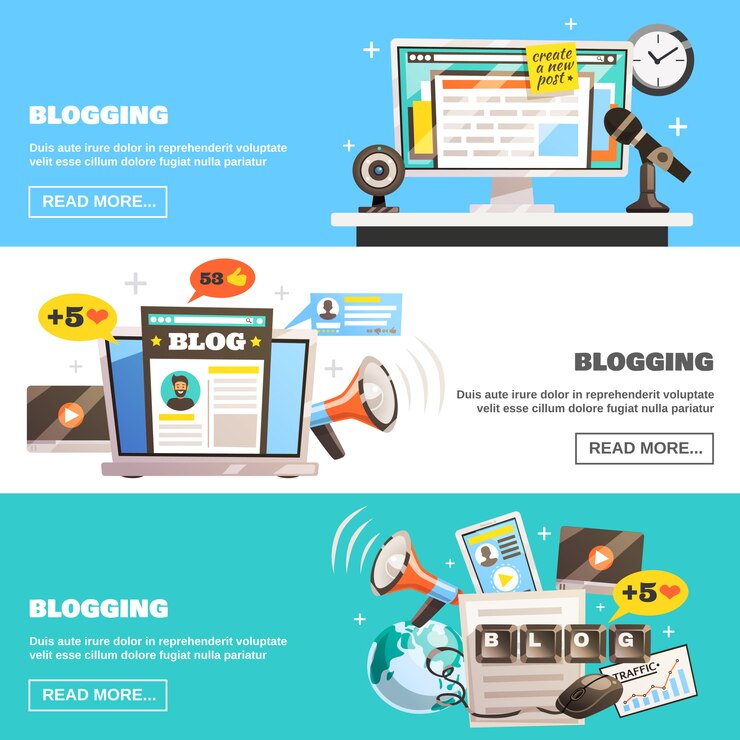 BLOGGING
Duis aute irure dolor in reprehenderit voluptate
velit esse cillum dolore fugiat nulla pariatur
READ MORE...
create
a new
post
53
+5
BLOG
BLOGGING
Duis aute irure dolor in reprehenderit voluptate
velit esse cillum dolore fugiat nulla pariatur
READ MORE...
BLOGGING
Duis aute irure dolor in reprehenderit voluptate
velit esse cillum dolore fugiat nulla pariatur
READ MORE...
+5
B L O G
TRAFFIC